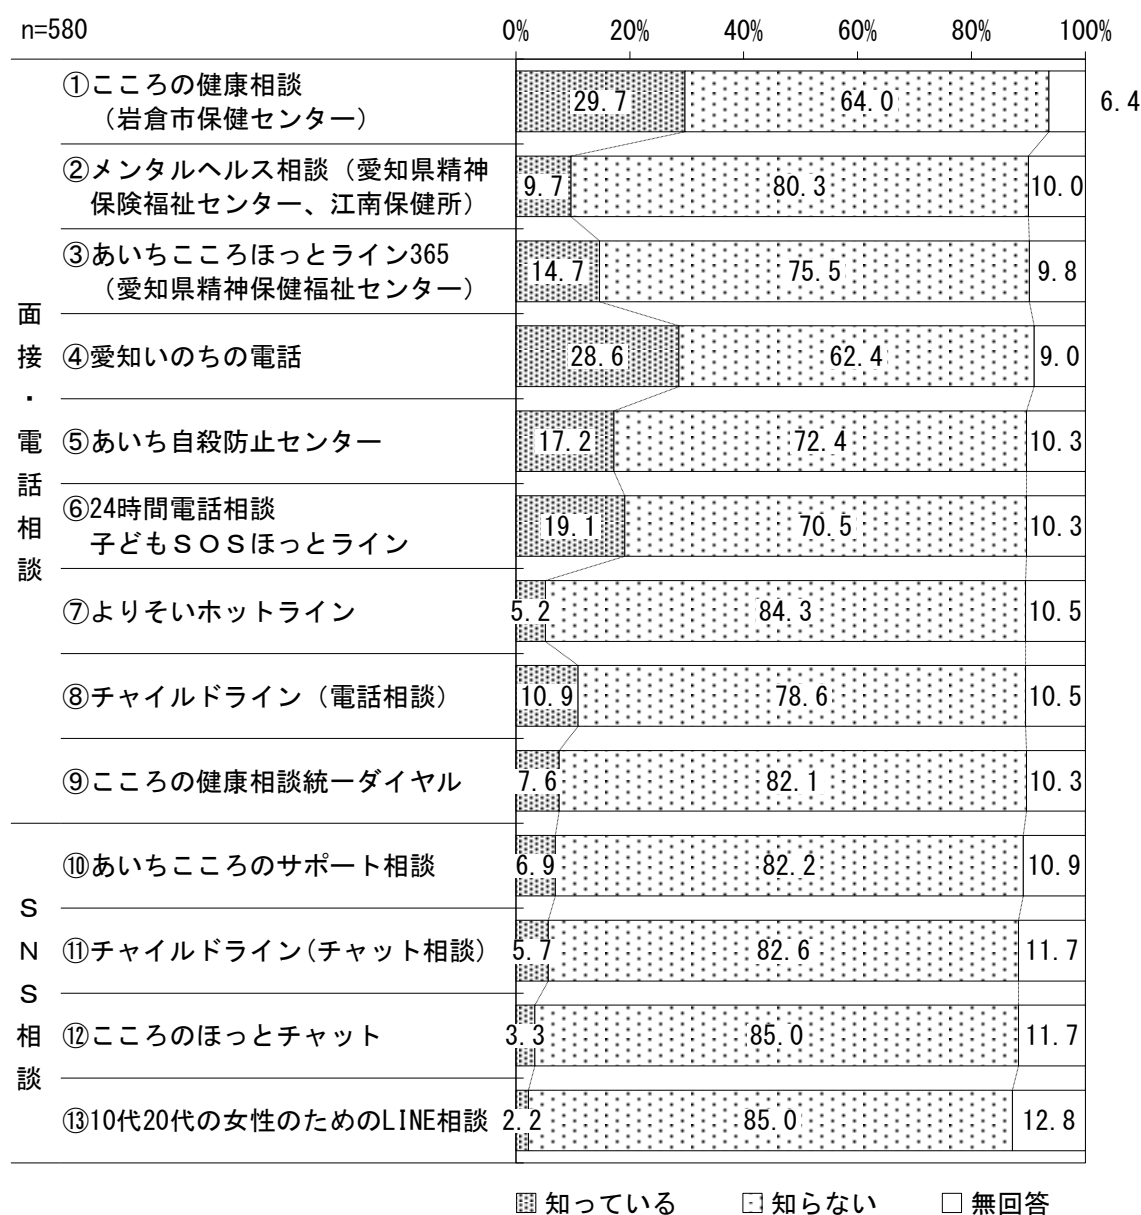 n=580
0% 20% 40% 60% 80% 100%
面接・電話相談
①こころの健康相談
（岩倉市保健センター）
29.7 64.0 6.4
②メンタルヘルス相談（愛知県精神
保険福祉センター、江南保健所）
9.7 80.3 10.0
③あいちこころほっとライン365
（愛知県精神保健福祉センター）
14.7 75.5 9.8
④愛知いのちの電話
28.6 62.4 9.0
⑤あいち自殺防止センター
17.2 72.4 10.3
⑥24時間電話相談
子どもＳＯＳほっとライン
19.1 70.5 10.3
⑦よりそいホットライン
5.2 84.3 10.5
⑧チャイルドライン（電話相談）
10.9 78.6 10.5
⑨こころの健康相談統一ダイヤル
7.6 82.1 10.3
ＳＮＳ相談
⑩あいちこころのサポート相談
6.9 82.2 10.9
⑪チャイルドライン(チャット相談)
5.7 82.6 11.7
⑫こころのほっとチャット
3.3 85.0 11.7
⑬10代20代の女性のためのLINE相談
2.2 85.0 12.8
知っている 知らない 無回答